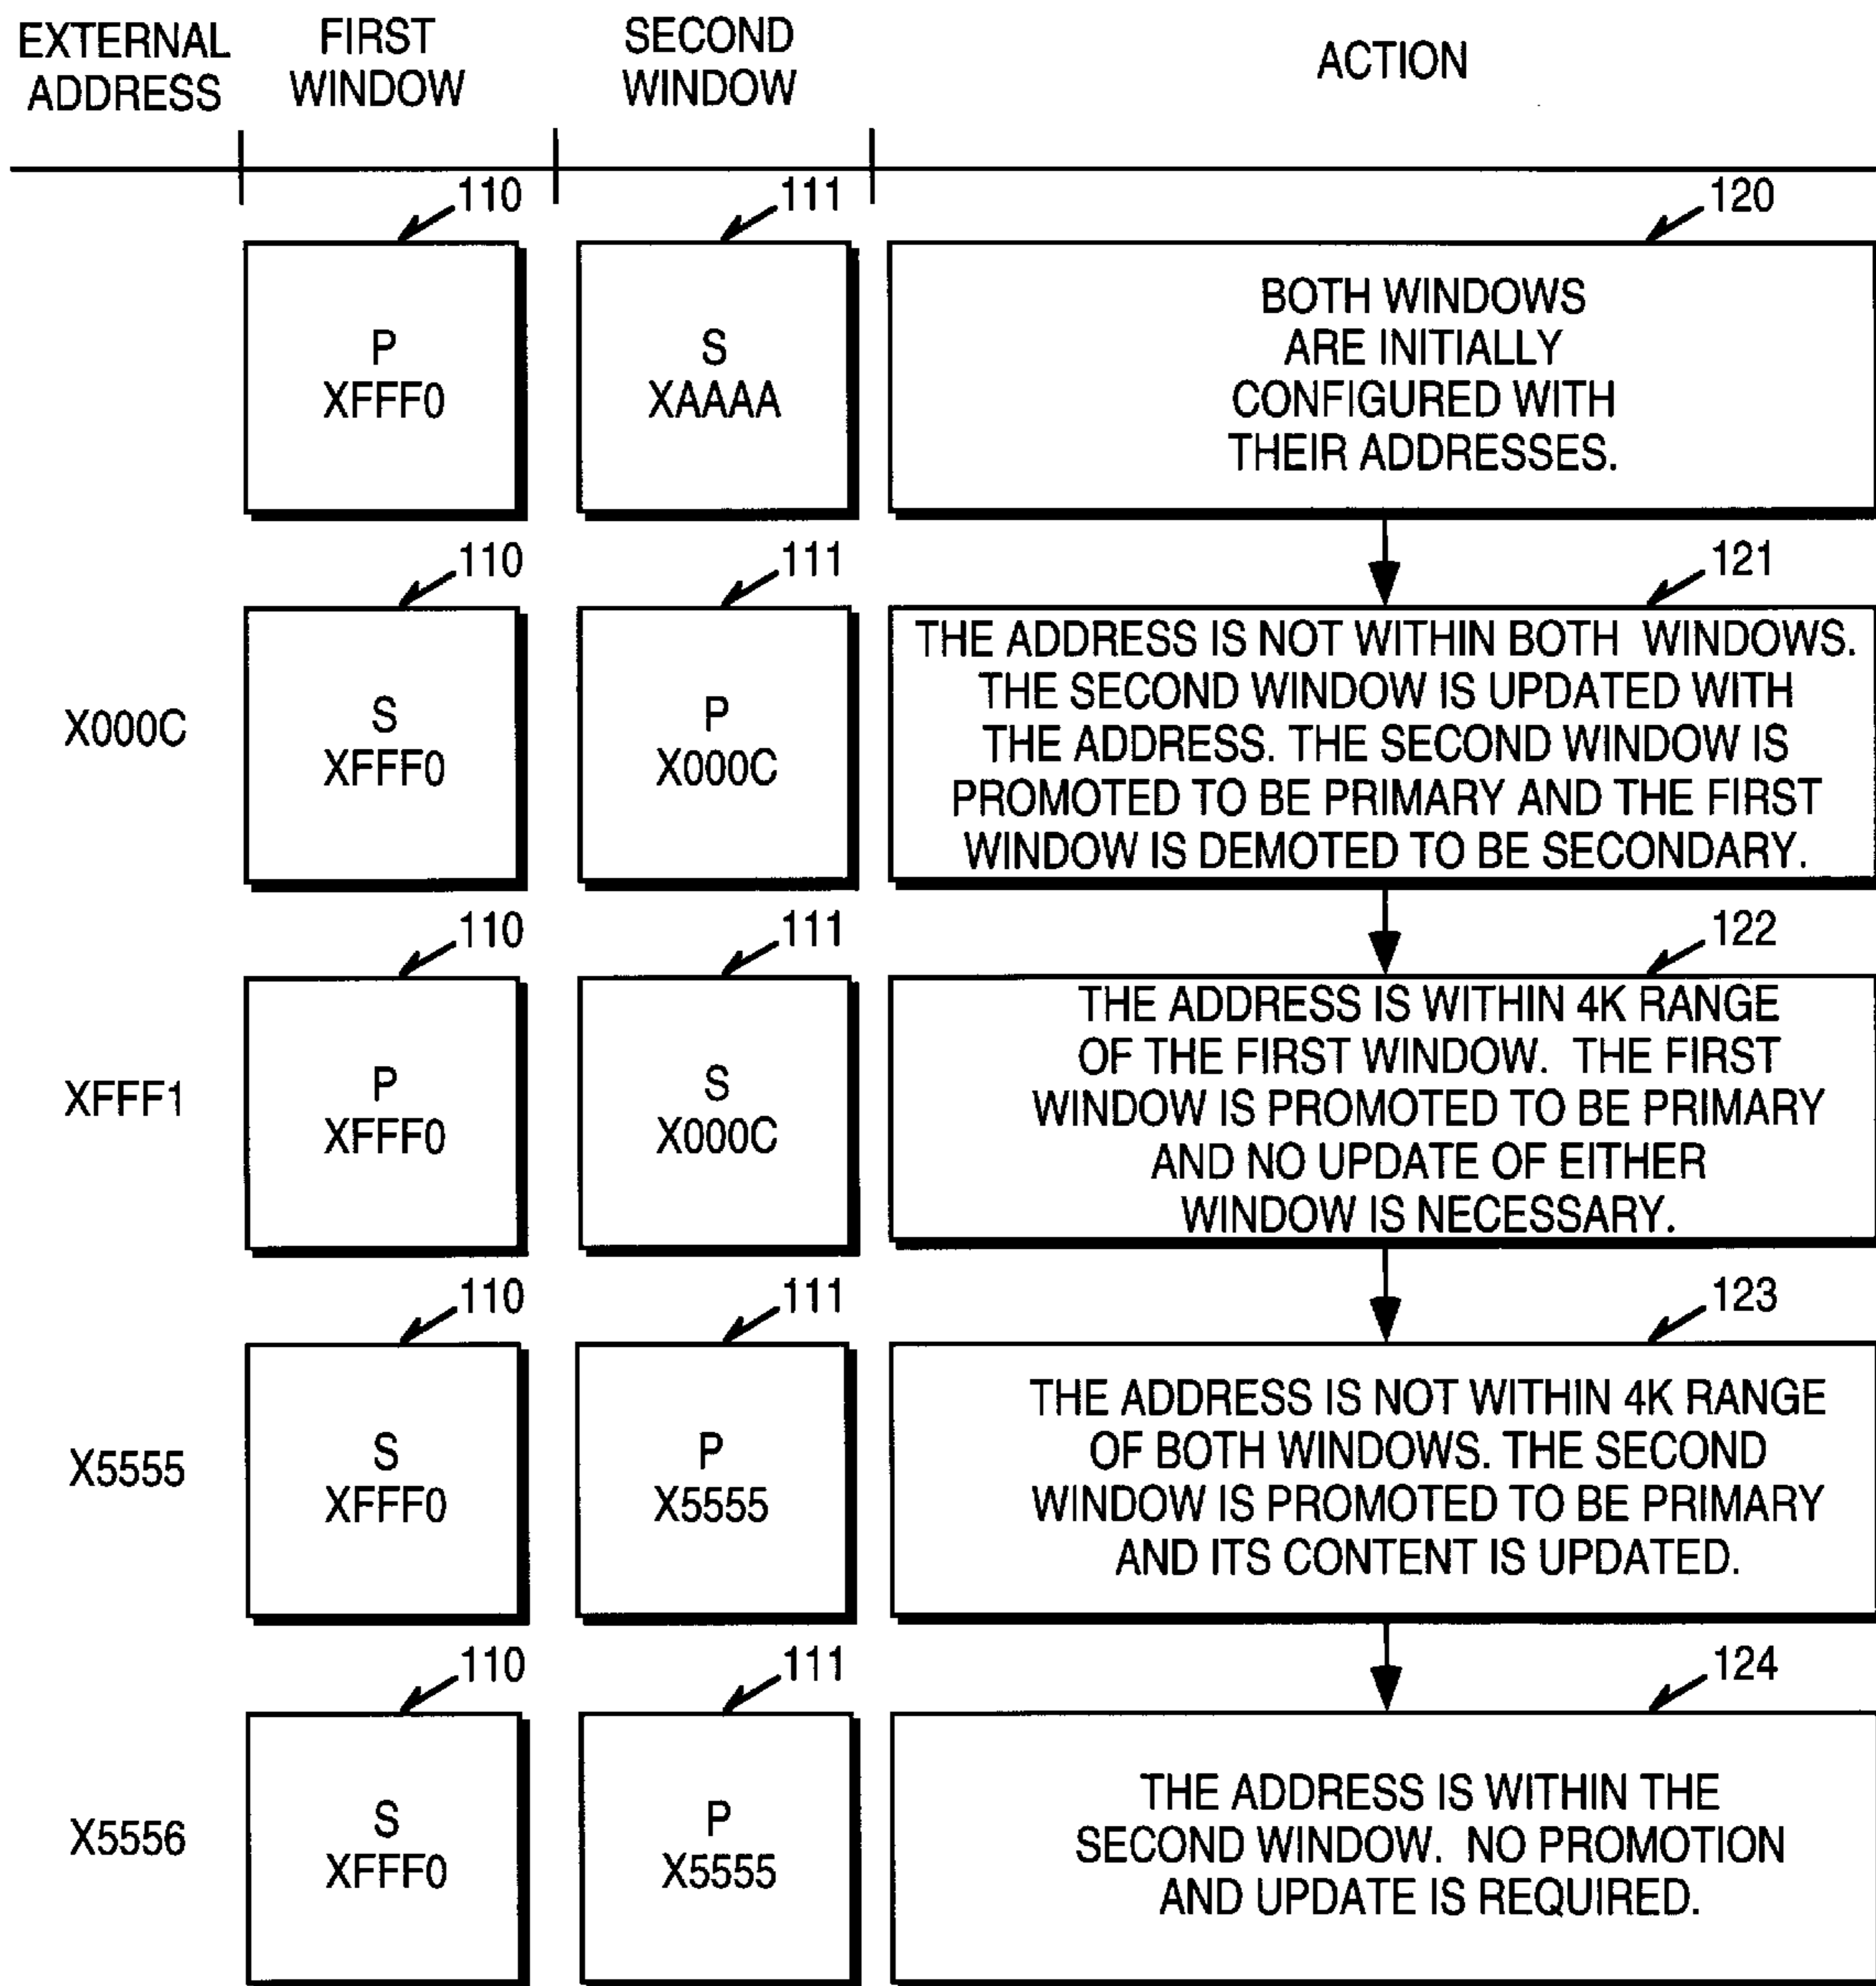 EXTERNAL ADDRESS
FIRST WINDOW
SECOND WINDOW
ACTION
110
111
120
P
XFFF0
S
XAAAA
BOTH WINDOWS
ARE INITIALLY
CONFIGURED WITH
THEIR ADDRESSES.
110
111
121
X000C
S
XFFF0
P
X000C
THE ADDRESS IS NOT WITHIN BOTH WINDOWS.
THE SECOND WINDOW IS UPDATED WITH
THE ADDRESS. THE SECOND WINDOW IS
PROMOTED TO BE PRIMARY AND THE FIRST
WINDOW IS DEMOTED TO BE SECONDARY.
110
111
122
XFFF1
P
XFFF0
S
X000C
THE ADDRESS IS WITHIN 4K RANGE
OF THE FIRST WINDOW. THE FIRST
WINDOW IS PROMOTED TO BE PRIMARY
AND NO UPDATE OF EITHER
WINDOW IS NECESSARY.
110
111
123
X5555
S
XFFF0
P
X5555
THE ADDRESS IS NOT WITHIN 4K RANGE
OF BOTH WINDOWS. THE SECOND
WINDOW IS PROMOTED TO BE PRIMARY
AND ITS CONTENT IS UPDATED.
110
111
124
X5556
S
XFFF0
P
X5555
THE ADDRESS IS WITHIN THE
SECOND WINDOW. NO PROMOTION
AND UPDATE IS REQUIRED.